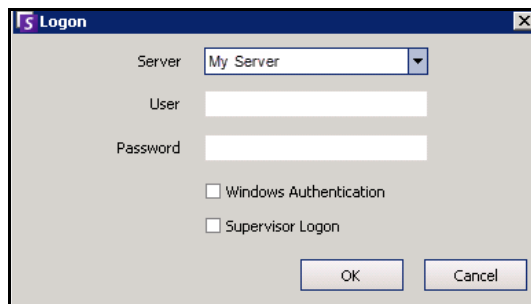 S Logon
Server My Server
User
Password
Windows Authentication
Supervisor Logon
OK Cancel